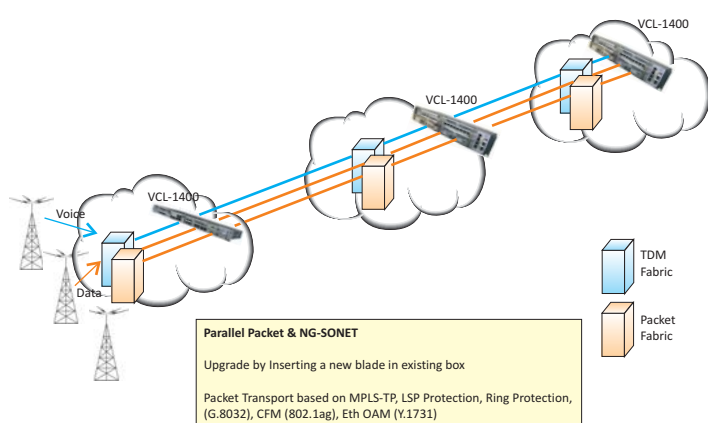 VCL-1400
VCL-1400
VCL-1400
Voice
Data
TDM
Fabric
Packet
Fabric
Parallel Packet & NG-SONET
Upgrade by Inserting a new blade in existing box
Packet Transport based on MPLS-TP, LSP Protection, Ring Protection,
(G.8032), CFM (802.1ag), Eth OAM (Y.1731)